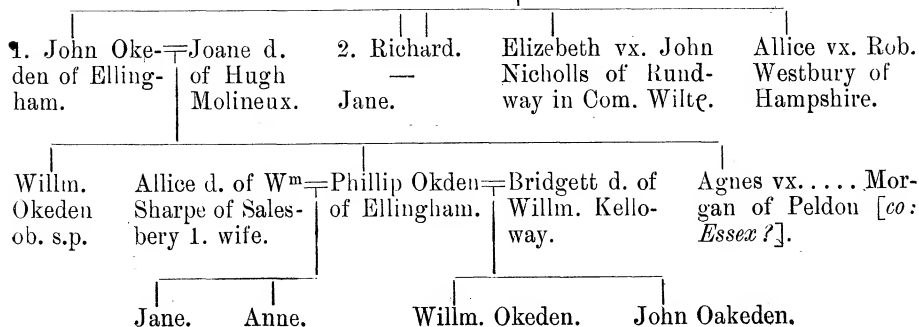 1. John Oke-
den of Elling-
ham.
Joane d.
of Hugh
Molineux.
2. Richard.
—
Jane.
Elizebeth vx. John
Nicholls of Rund-
way in Com. Wiltꝭ.
Allice vx. Rob.
Westbury of
Hampshire.
Willm.
Okeden
ob. s.p.
Allice d. of Wᵐ
Sharpe of Sales-
bery 1. wife.
Phillip Okden
of Ellingham.
Bridgett d. of
Willm. Kello-
way.
Agnes vx. . . . . . Mor-
gan of Peldon [co:
Essex?].
Jane.
Anne.
Willm. Okeden.
John Oakeden.